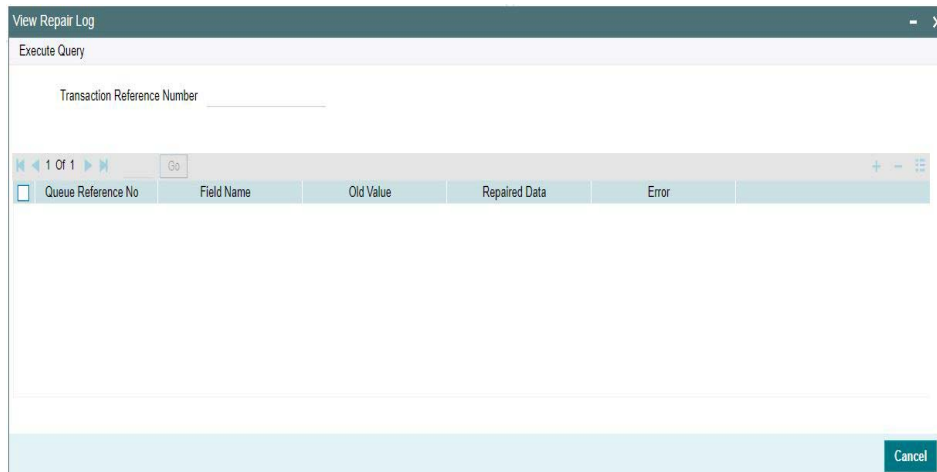 View Repair Log
Execute Query
Transaction Reference Number
1 Of 1 Go
Queue Reference No Field Name Old Value Repaired Data Error
Cancel